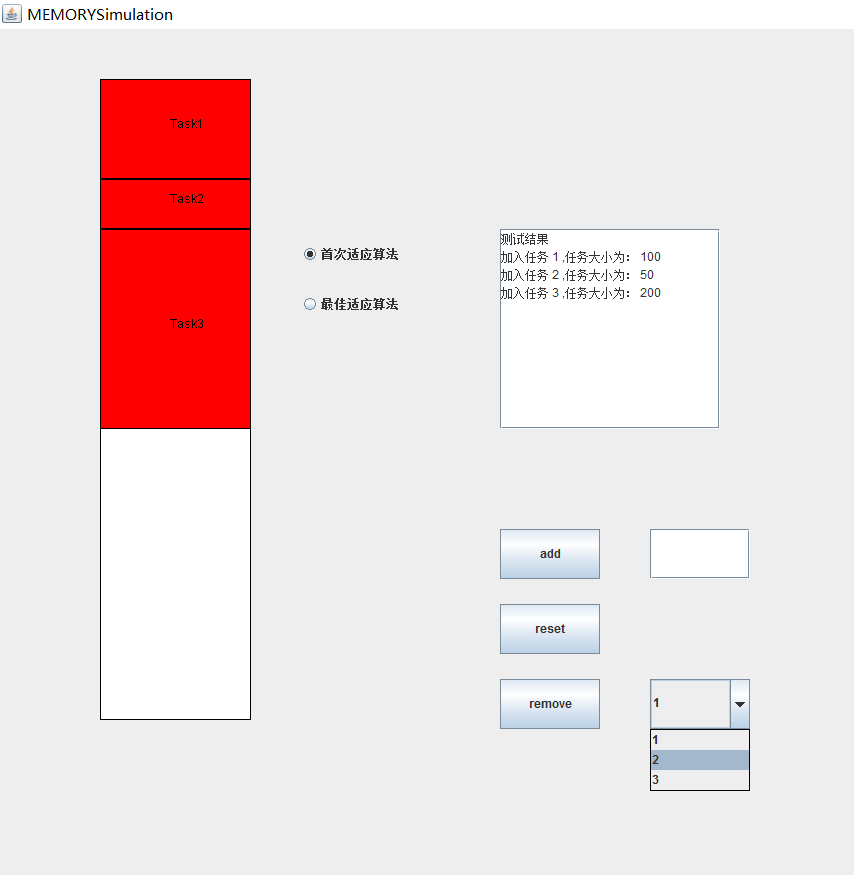 MEMORYSimulation
Task1
Task2
Task3
首次适应算法
最佳适应算法
测试结果
加入任务 1 ,任务大小为： 100
加入任务 2 ,任务大小为： 50
加入任务 3 ,任务大小为： 200
add
reset
remove
1
1
2
3